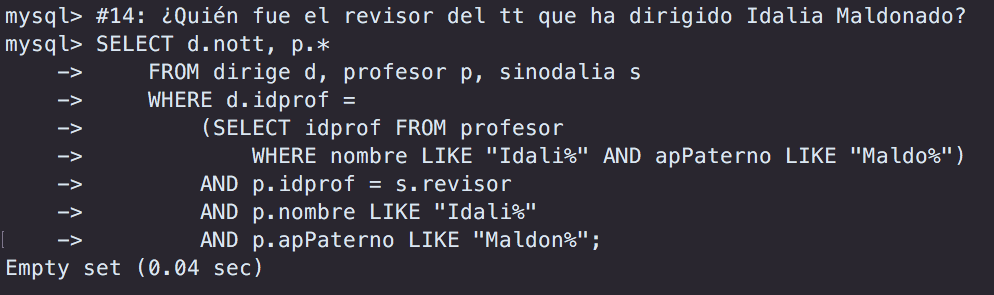 mysql> #14: ¿Quién fue el revisor del tt que ha dirigido Idalia Maldonado?
mysql> SELECT d.nott, p.*
    ->     FROM dirige d, profesor p, sinodalia s
    ->     WHERE d.idprof =
    ->         (SELECT idprof FROM profesor
    ->             WHERE nombre LIKE "Idali%" AND apPaterno LIKE "Maldo%")
    ->         AND p.idprof = s.revisor
    ->         AND p.nombre LIKE "Idali%"
    ->         AND p.apPaterno LIKE "Maldon%";
Empty set (0.04 sec)